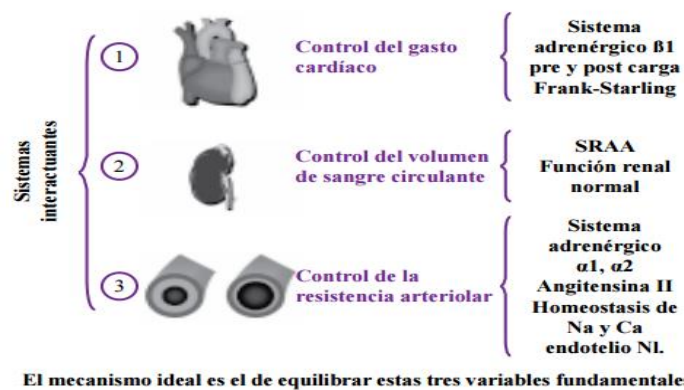 Sistemas
interactuantes
1
Control del gasto
cardíaco
Sistema
adrenérgico ß1
pre y post carga
Frank-Starling
2
Control del volumen
de sangre circulante
SRAA
Función renal
normal
3
Control de la
resistencia arteriolar
Sistema
adrenérgico
α1, α2
Angitensina II
Homeostasis de
Na y Ca
endotelio Nl.
El mecanismo ideal es el de equilibrar estas tres variables fundamentale